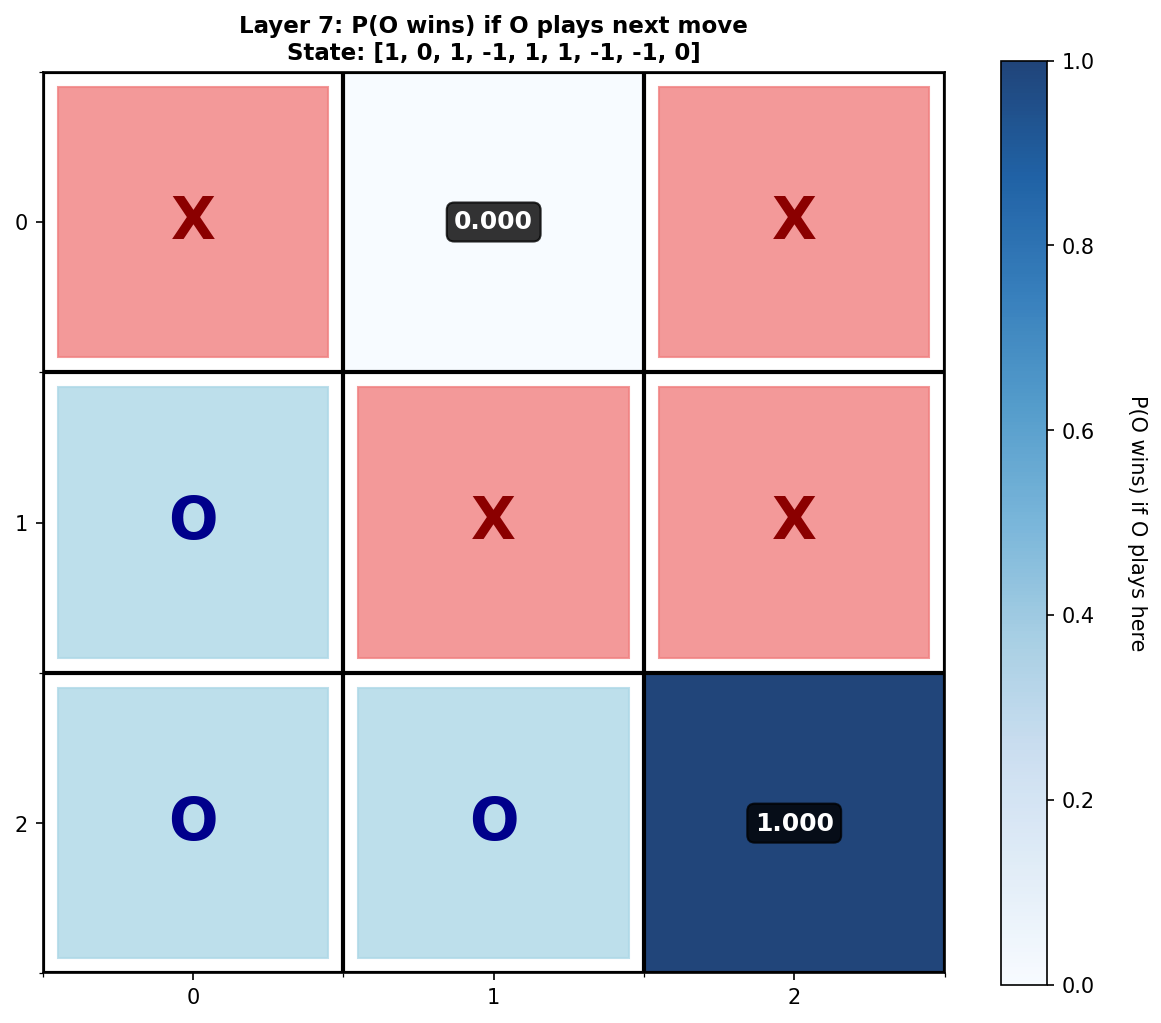 Layer 7: P(O wins) if O plays next move
State: [1, 0, 1, -1, 1, 1, -1, -1, 0]
0 X 0.000 X
1 O X X
2 O O 1.000
0 1 2
1.0
0.8
0.6
0.4
0.2
0.0
P(O wins) if O plays here